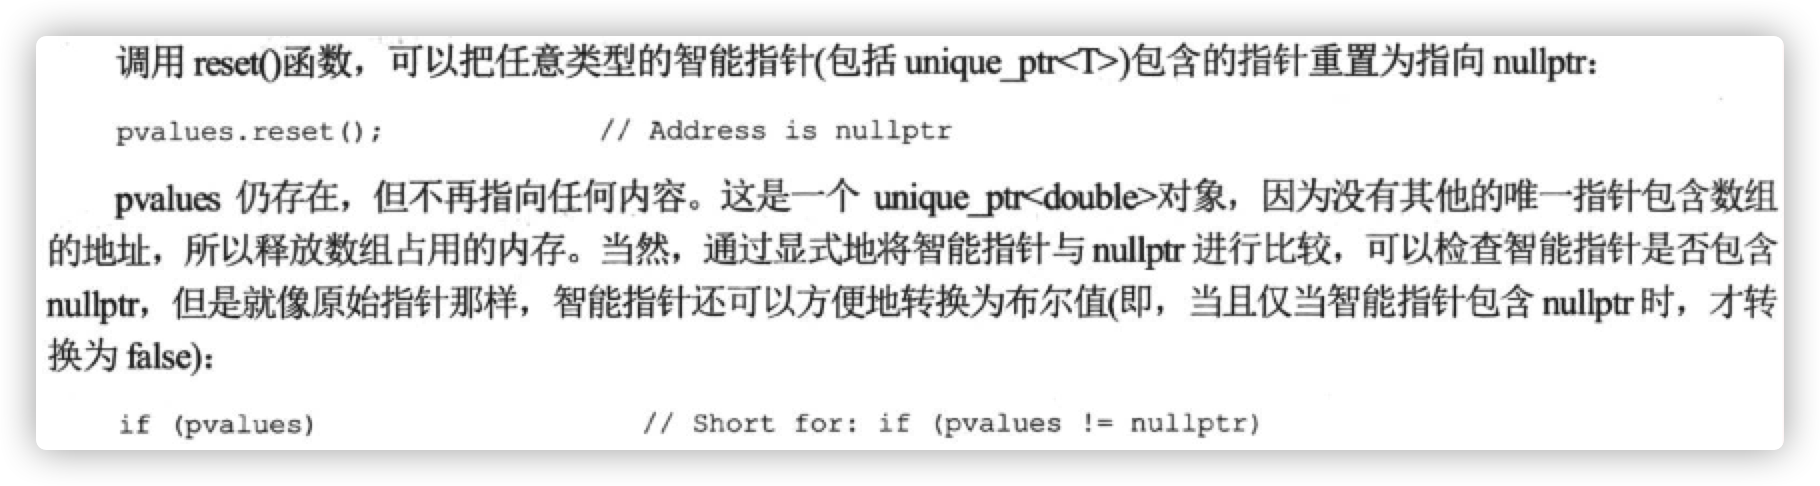 调用 reset()函数，可以把任意类型的智能指针(包括 unique_ptr<T>)包含的指针重置为指向 nullptr：
pvalues.reset(); // Address is nullptr
pvalues 仍存在，但不再指向任何内容。这是一个 unique_ptr<double>对象，因为没有其他的唯一指针包含数组
的地址，所以释放数组占用的内存。当然，通过显式地将智能指针与 nullptr 进行比较，可以检查智能指针是否包含
nullptr，但是就像原始指针那样，智能指针还可以方便地转换为布尔值(即，当且仅当智能指针包含 nullptr 时，才转
换为 false)：
if (pvalues) // Short for: if (pvalues != nullptr)